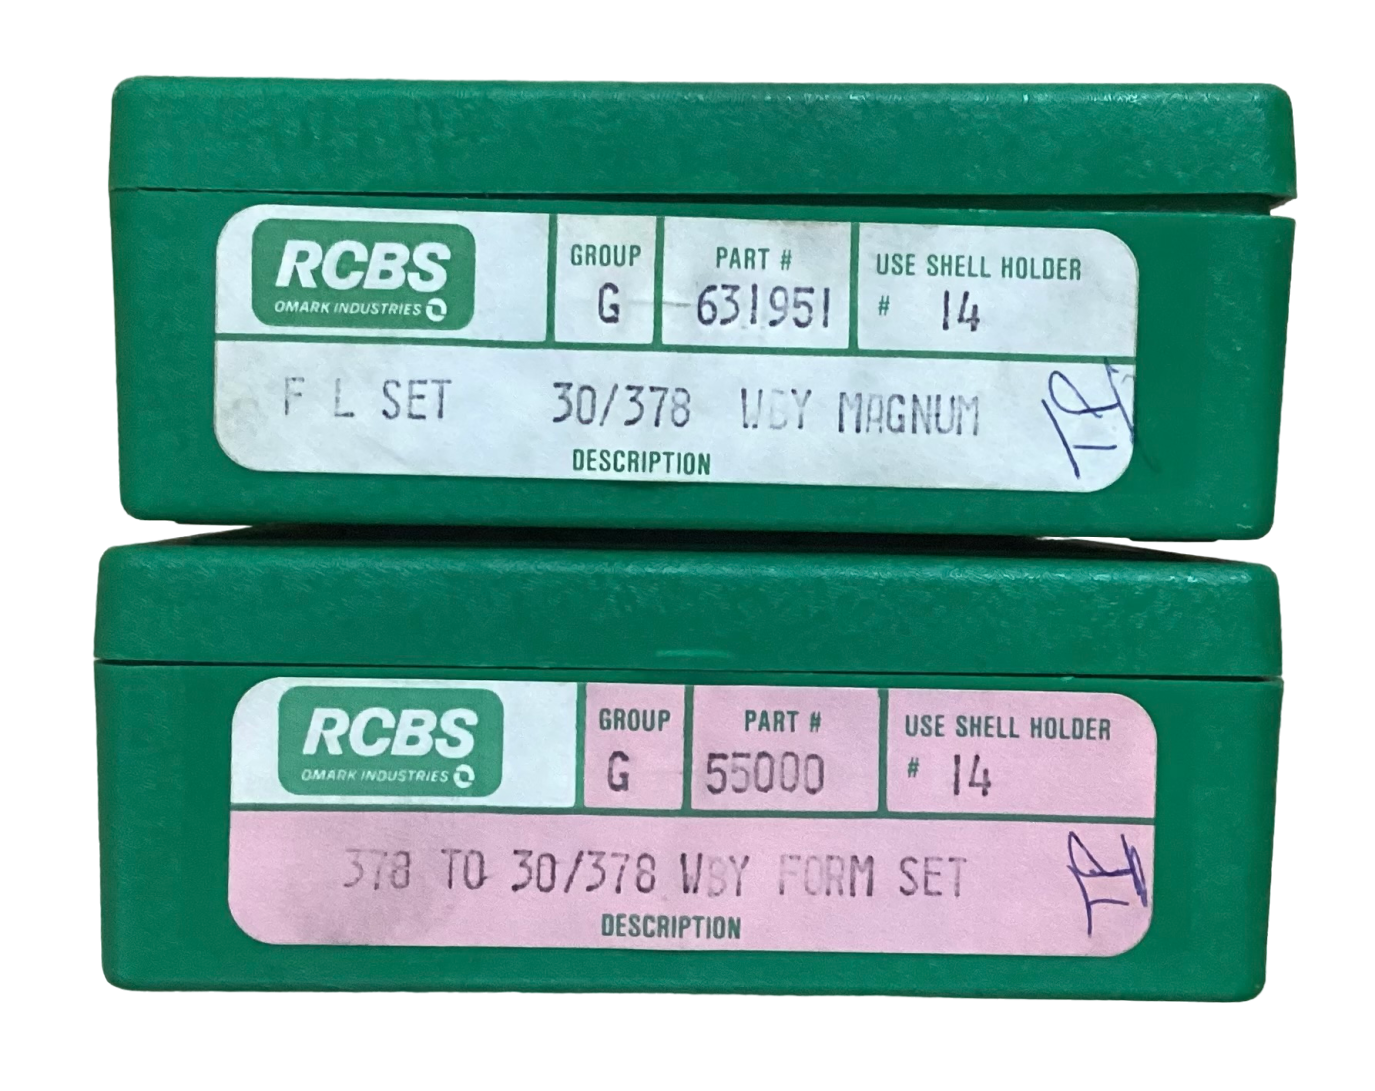 RCBS
OMARK INDUSTRIES
GROUP
G
PART #
631951
USE SHELL HOLDER
# 14
F L SET 30/378 WBY MAGNUM
DESCRIPTION
RCBS
OMARK INDUSTRIES
GROUP
G
PART #
55000
USE SHELL HOLDER
# 14
378 TO 30/378 WBY FORM SET
DESCRIPTION